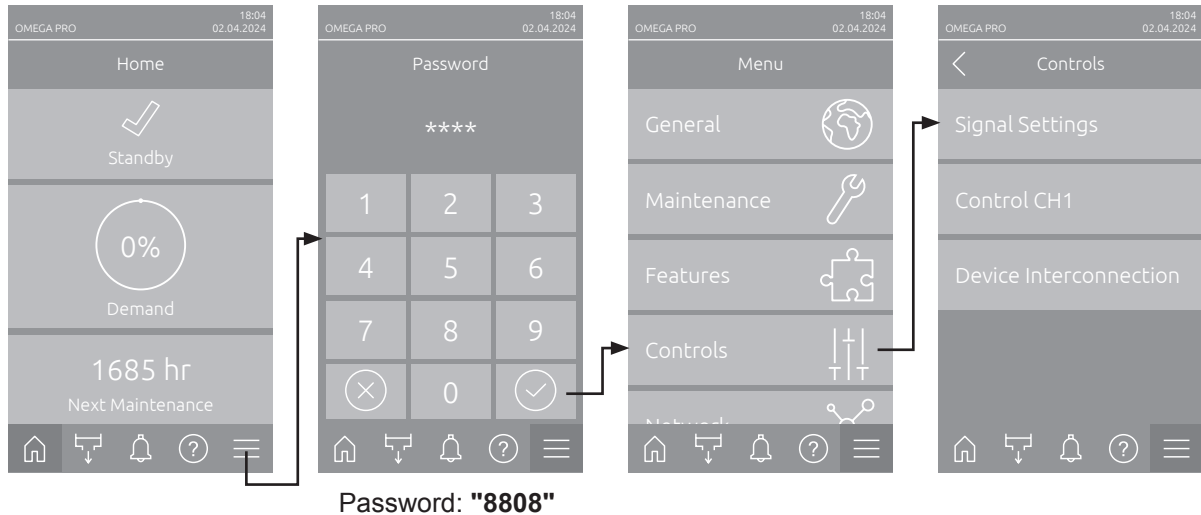 18:04
OMEGA PRO 02.04.2024
Home
Standby
0%
Demand
1685 hr
Next Maintenance
?
18:04
OMEGA PRO 02.04.2024
Password
****
1 2 3
4 5 6
7 8 9
0
?
Password: "8808"
18:04
OMEGA PRO 02.04.2024
Menu
General
Maintenance
Features
Controls
Network
?
18:04
OMEGA PRO 02.04.2024
Controls
Signal Settings
Control CH1
Device Interconnection
?